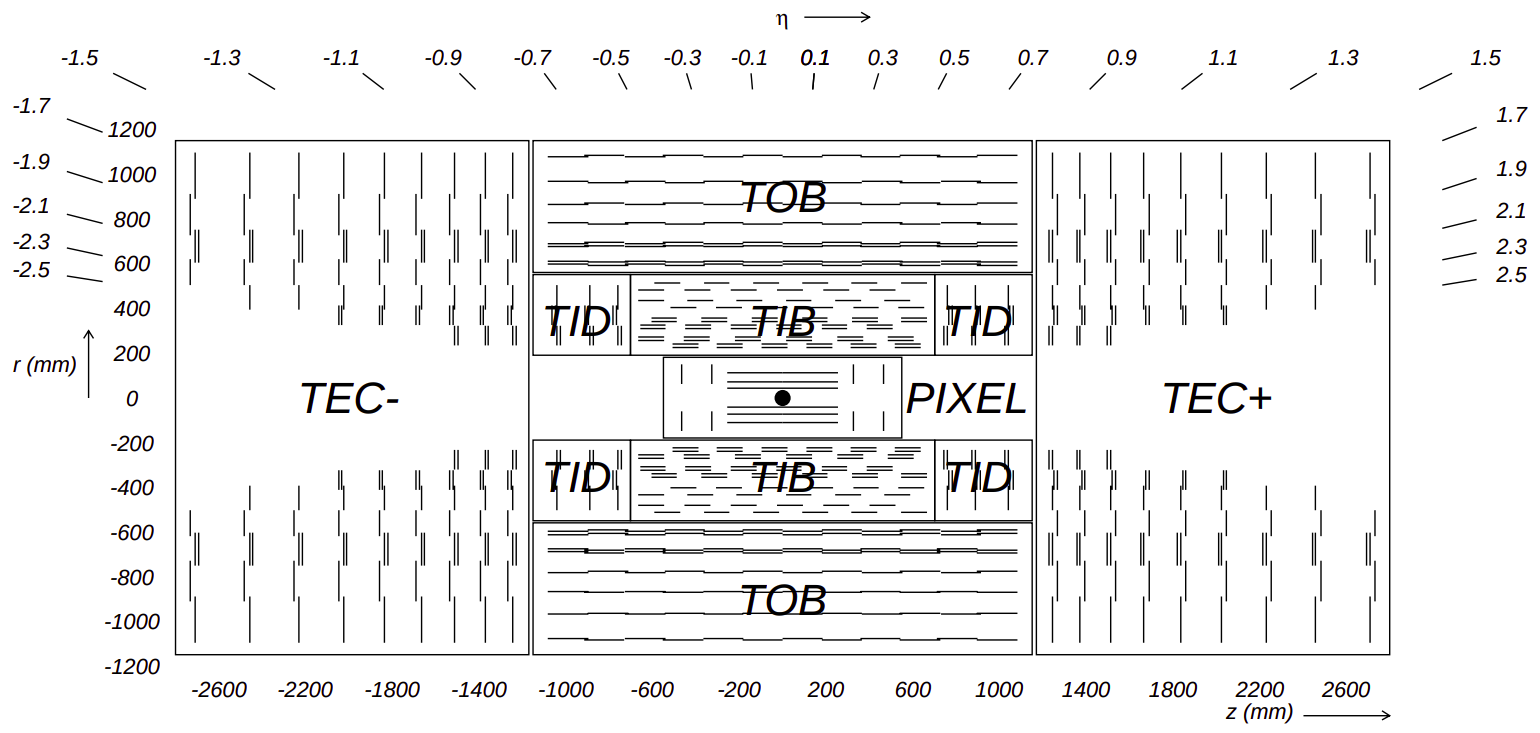 η
-1.5 -1.3 -1.1 -0.9 -0.7 -0.5 -0.3 -0.1 0.1 0.3 0.5 0.7 0.9 1.1 1.3 1.5
-1.7 1.7
1200
-1.9 1.9
1000
-2.1 2.1
800 TOB
-2.3 2.3
600
-2.5 2.5
400 TID TIB TID
200
r (mm)
0 TEC- PIXEL TEC+
-200
-400 TID TIB TID
-600
-800 TOB
-1000
-1200
-2600 -2200 -1800 -1400 -1000 -600 -200 200 600 1000 1400 1800 2200 2600
z (mm)